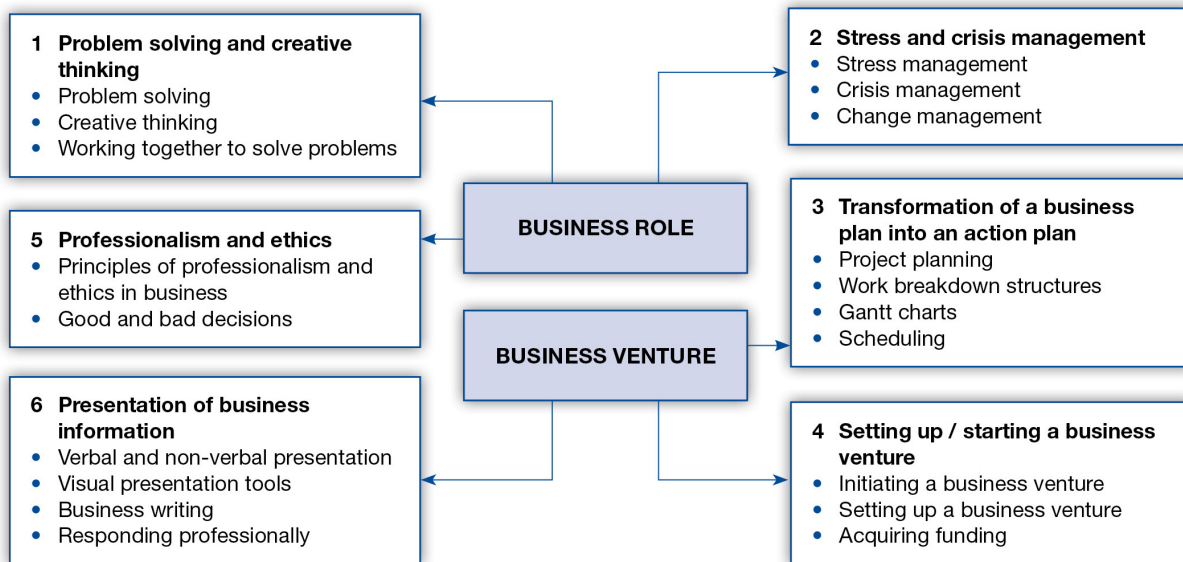 1 Problem solving and creative
thinking
• Problem solving
• Creative thinking
• Working together to solve problems
2 Stress and crisis management
• Stress management
• Crisis management
• Change management
BUSINESS ROLE
3 Transformation of a business
plan into an action plan
• Project planning
• Work breakdown structures
• Gantt charts
• Scheduling
5 Professionalism and ethics
• Principles of professionalism and
ethics in business
• Good and bad decisions
BUSINESS VENTURE
6 Presentation of business
information
• Verbal and non-verbal presentation
• Visual presentation tools
• Business writing
• Responding professionally
4 Setting up / starting a business
venture
• Initiating a business venture
• Setting up a business venture
• Acquiring funding